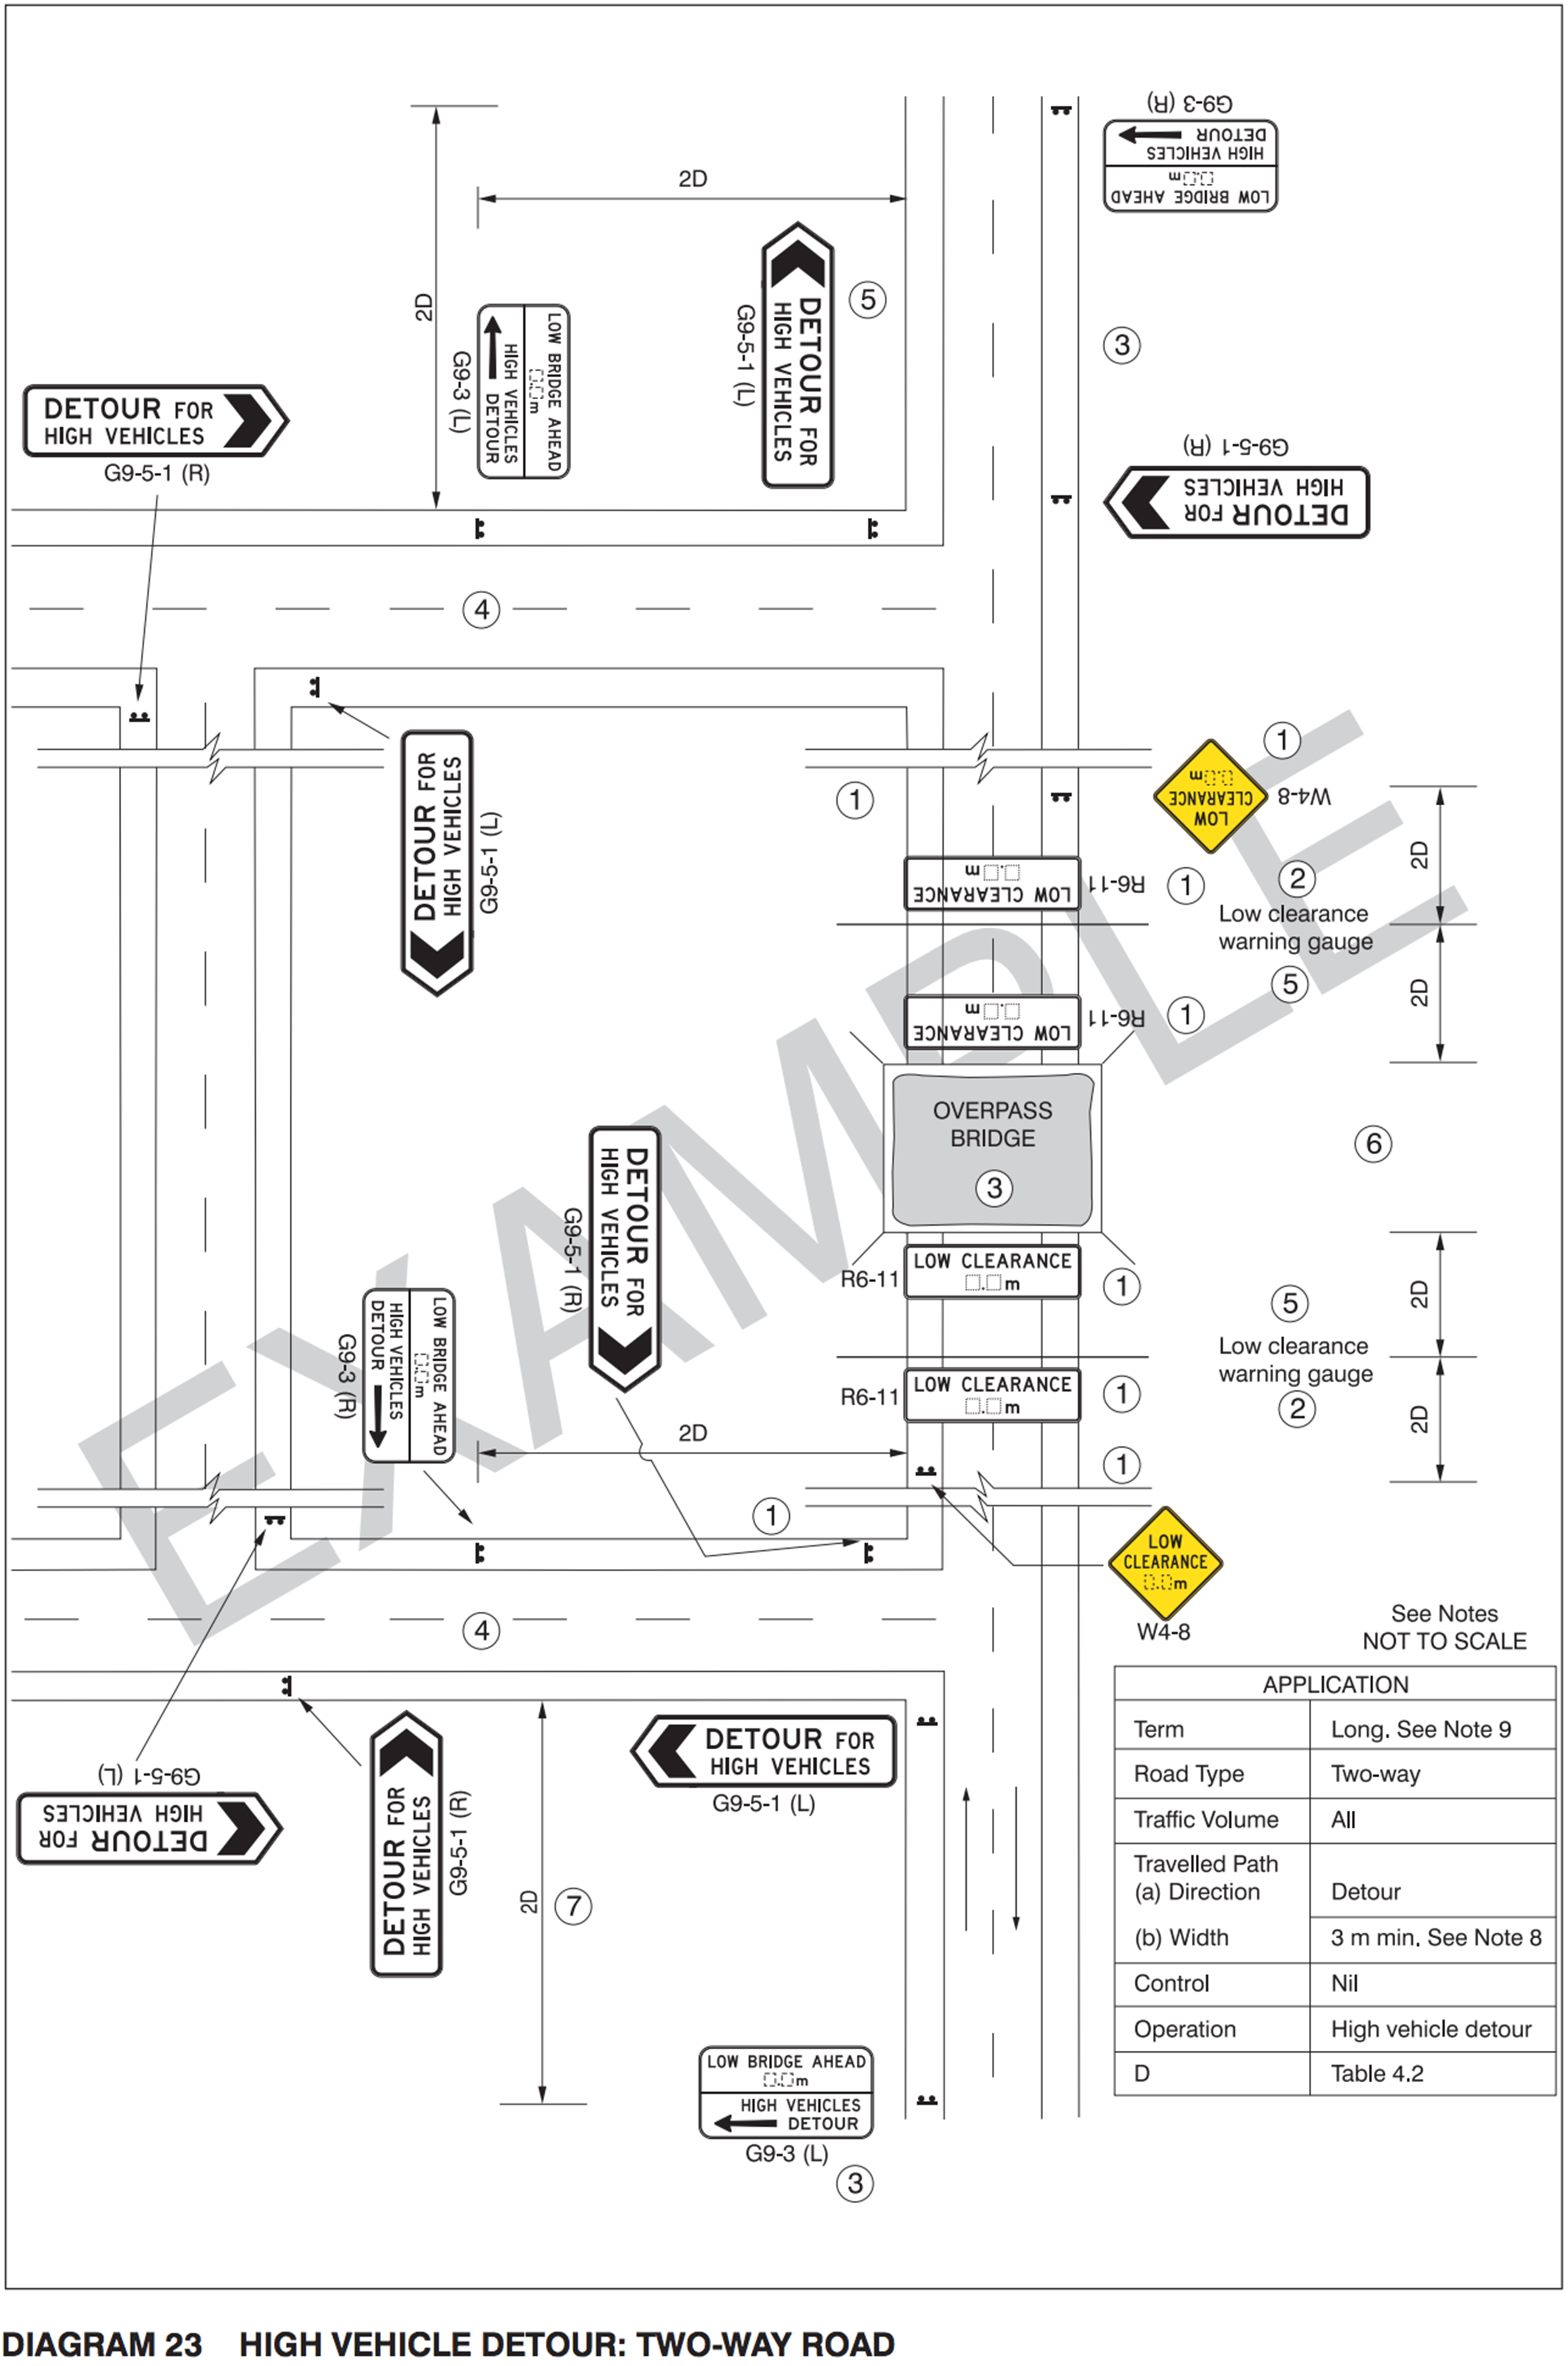 G9-3 (R)
LOW BRIDGE AHEAD
▯.▯m
HIGH VEHICLES
DETOUR
2D
2D
DETOUR FOR
HIGH VEHICLES
G9-5-1 (L)
5
3
LOW BRIDGE AHEAD
▯.▯m
HIGH VEHICLES
DETOUR
G9-3 (L)
DETOUR FOR
HIGH VEHICLES
G9-5-1 (R)
G9-5-1 (R)
DETOUR FOR
HIGH VEHICLES
4
DETOUR FOR
HIGH VEHICLES
G9-5-1 (L)
1
LOW
CLEARANCE
▯.▯m
W4-8
1
LOW CLEARANCE
▯.▯ m
R6-11
1
2
Low clearance
warning gauge
5
2D
2D
LOW CLEARANCE
▯.▯ m
R6-11
1
OVERPASS
BRIDGE
3
6
EXAMPLE
DETOUR FOR
HIGH VEHICLES
G9-5-1 (R)
R6-11
LOW CLEARANCE
▯.▯ m
1
5
Low clearance
warning gauge
2
2D
2D
R6-11
LOW CLEARANCE
▯.▯ m
1
LOW BRIDGE AHEAD
▯.▯m
HIGH VEHICLES
DETOUR
G9-3 (R)
2D
1
1
LOW
CLEARANCE
▯.▯m
W4-8
4
See Notes
NOT TO SCALE
G9-5-1 (L)
DETOUR FOR
HIGH VEHICLES
DETOUR FOR
HIGH VEHICLES
G9-5-1 (R)
DETOUR FOR
HIGH VEHICLES
G9-5-1 (L)
2D
7
LOW BRIDGE AHEAD
▯.▯m
HIGH VEHICLES
DETOUR
G9-3 (L)
3
APPLICATION
Term Long. See Note 9
Road Type Two-way
Traffic Volume All
Travelled Path
(a) Direction Detour
(b) Width 3 m min. See Note 8
Control Nil
Operation High vehicle detour
D Table 4.2
DIAGRAM 23 HIGH VEHICLE DETOUR: TWO-WAY ROAD